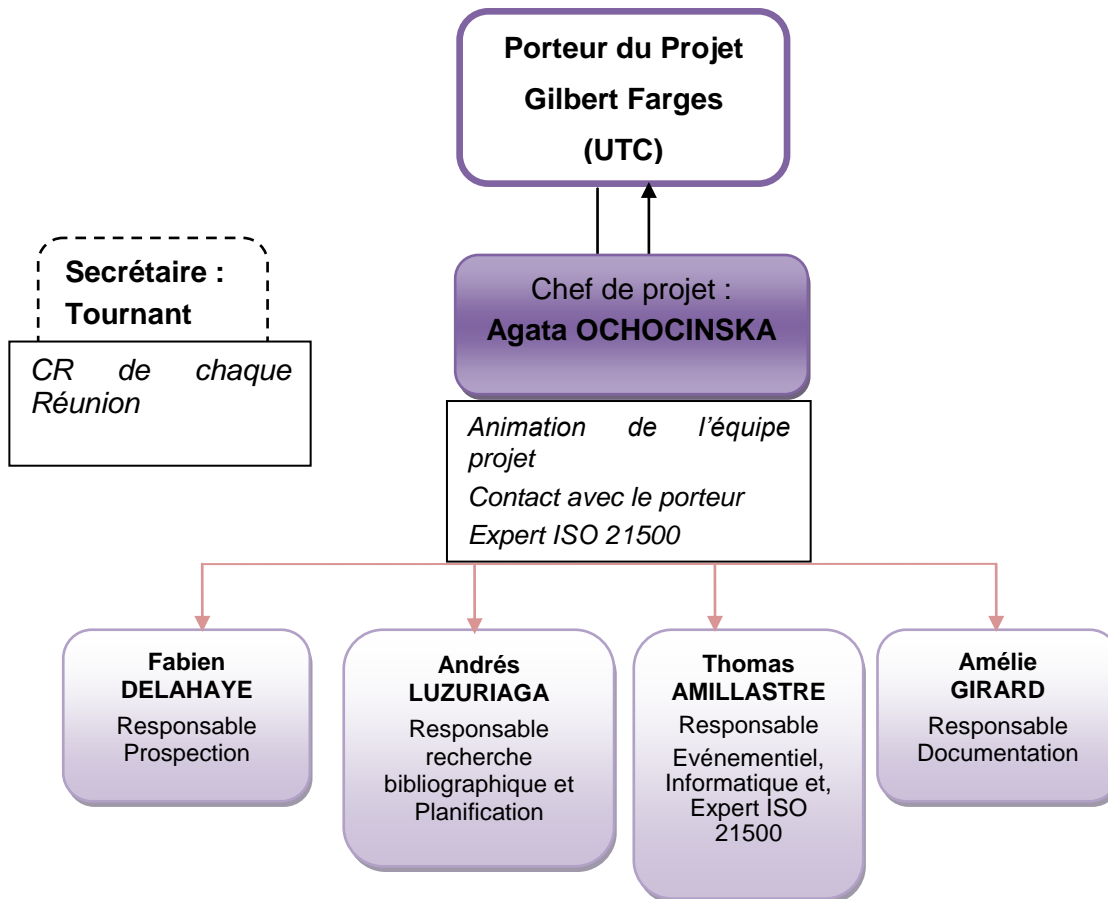 Porteur du Projet
Gilbert Farges
(UTC)
Secrétaire :
Tournant
CR de chaque
Réunion
Chef de projet :
Agata OCHOCINSKA
Animation de l'équipe
projet
Contact avec le porteur
Expert ISO 21500
Fabien
DELAHAYE
Responsable
Prospection
Andrés
LUZURIAGA
Responsable
recherche
bibliographique et
Planification
Thomas
AMILLASTRE
Responsable
Evénementiel,
Informatique et,
Expert ISO
21500
Amélie
GIRARD
Responsable
Documentation